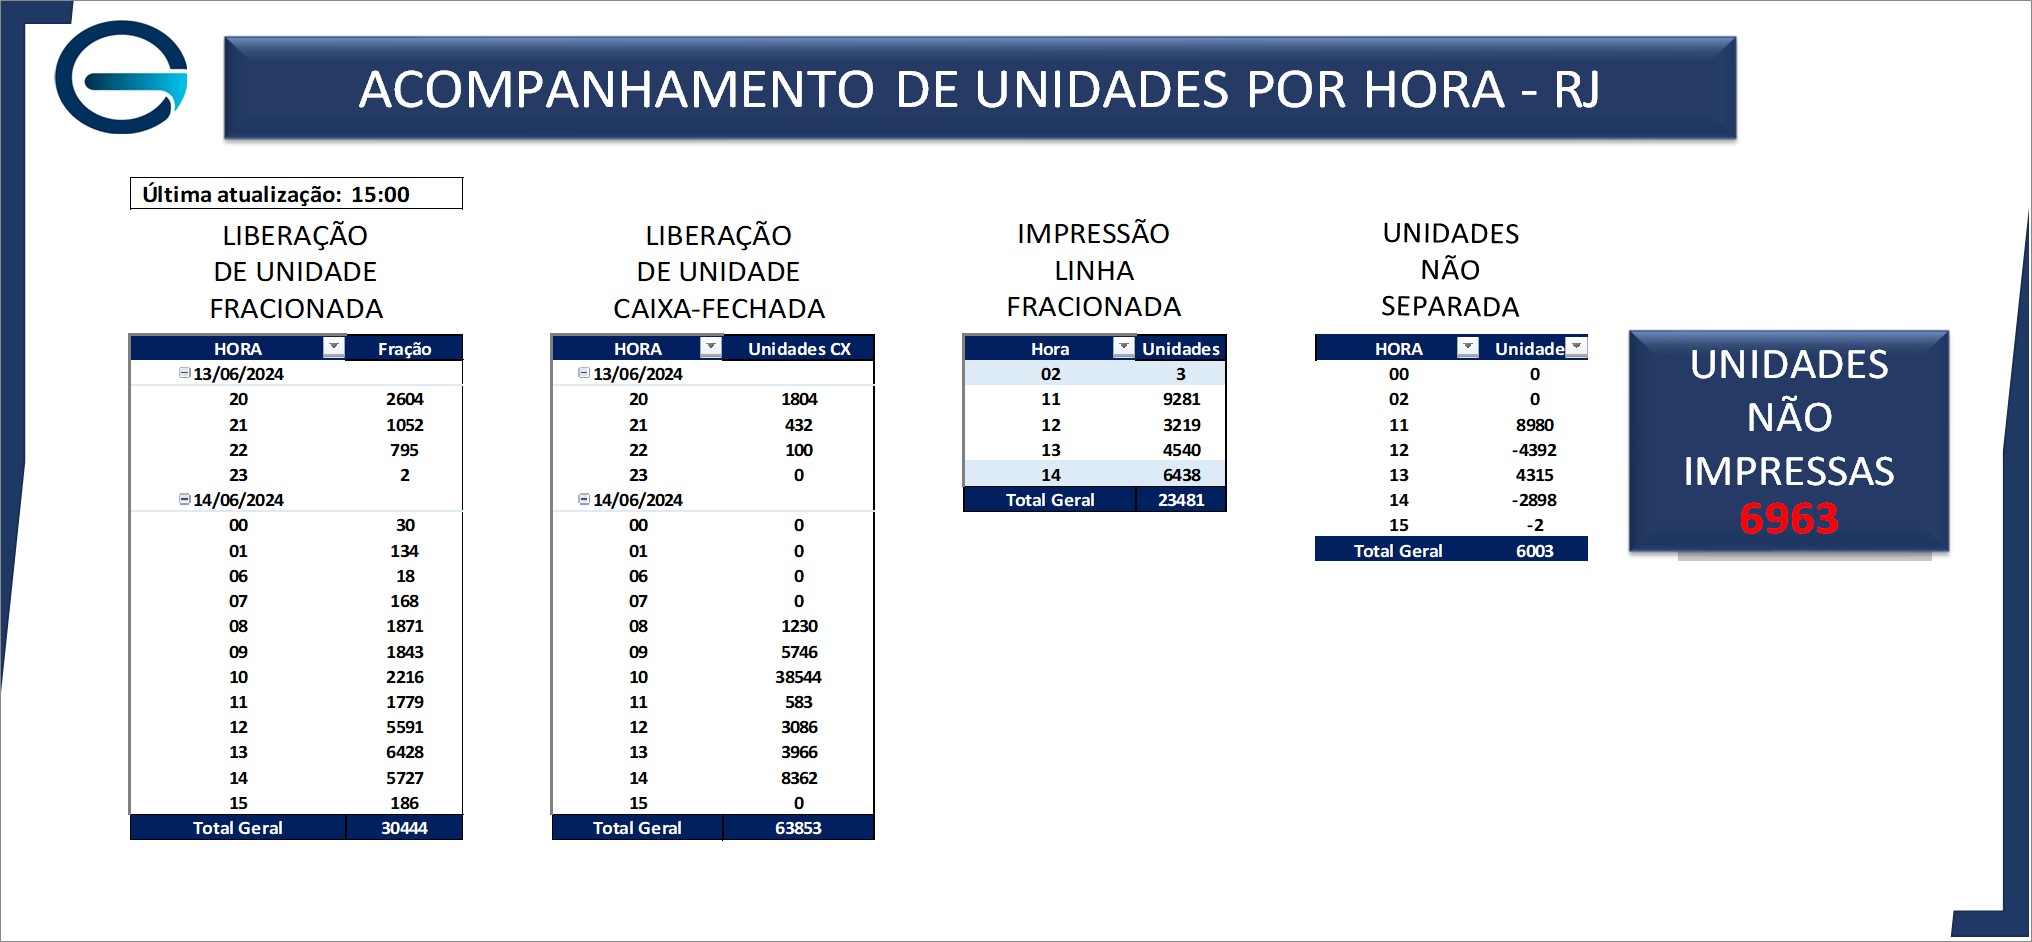 ACOMPANHAMENTO DE UNIDADES POR HORA - RJ
Última atualização: 15:00
LIBERAÇÃO
DE UNIDADE
FRACIONADA
HORA Fração
13/06/2024
20 2604
21 1052
22 795
23 2
14/06/2024
00 30
01 134
06 18
07 168
08 1871
09 1843
10 2216
11 1779
12 5591
13 6428
14 5727
15 186
Total Geral 30444
LIBERAÇÃO
DE UNIDADE
CAIXA-FECHADA
HORA Unidades CX
13/06/2024
20 1804
21 432
22 100
23 0
14/06/2024
00 0
01 0
06 0
07 0
08 1230
09 5746
10 38544
11 583
12 3086
13 3966
14 8362
15 0
Total Geral 63853
IMPRESSÃO
LINHA
FRACIONADA
Hora Unidades
02 3
11 9281
12 3219
13 4540
14 6438
Total Geral 23481
UNIDADES
NÃO
SEPARADA
HORA Unidade
00 0
02 0
11 8980
12 -4392
13 4315
14 -2898
15 -2
Total Geral 6003
UNIDADES
NÃO
IMPRESSAS
6963